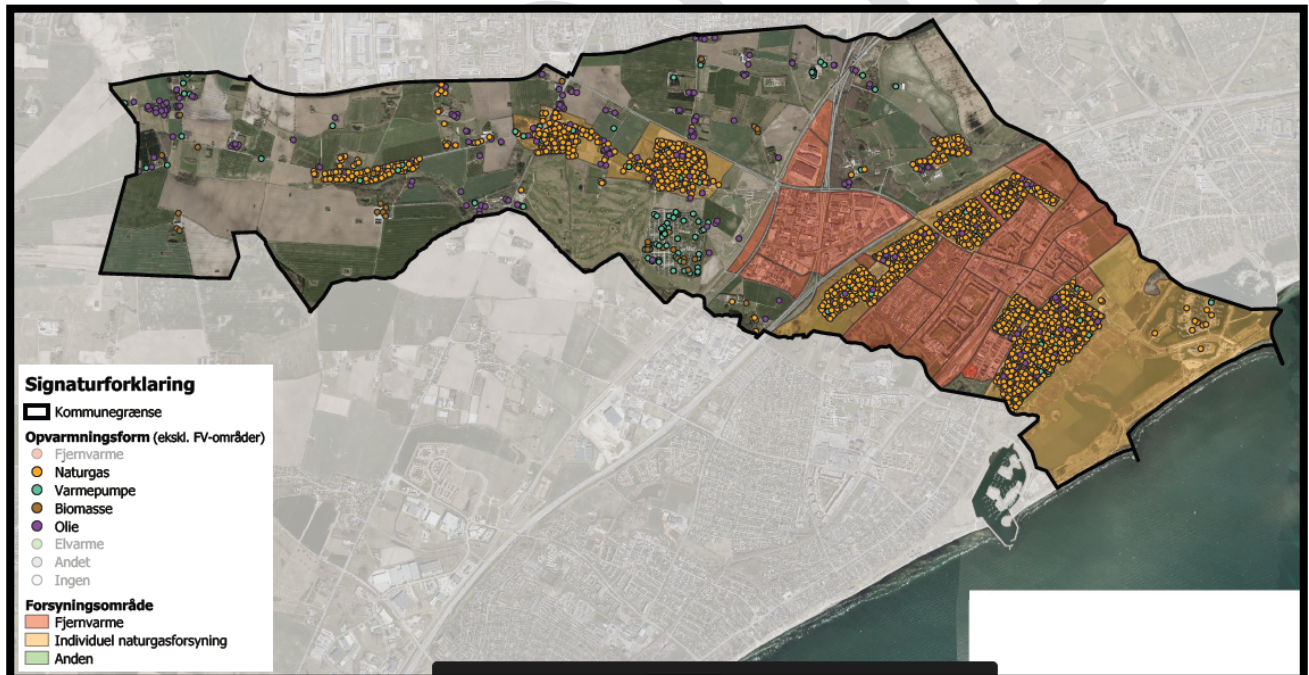 Signaturforklaring
Kommunegrænse
Opvarmningsform (ekskl. FV-områder)
Fjernvarme
Naturgas
Varmepumpe
Biomasse
Olie
Elvarme
Andet
Ingen
Forsyningsområde
Fjernvarme
Individuel naturgasforsyning
Anden